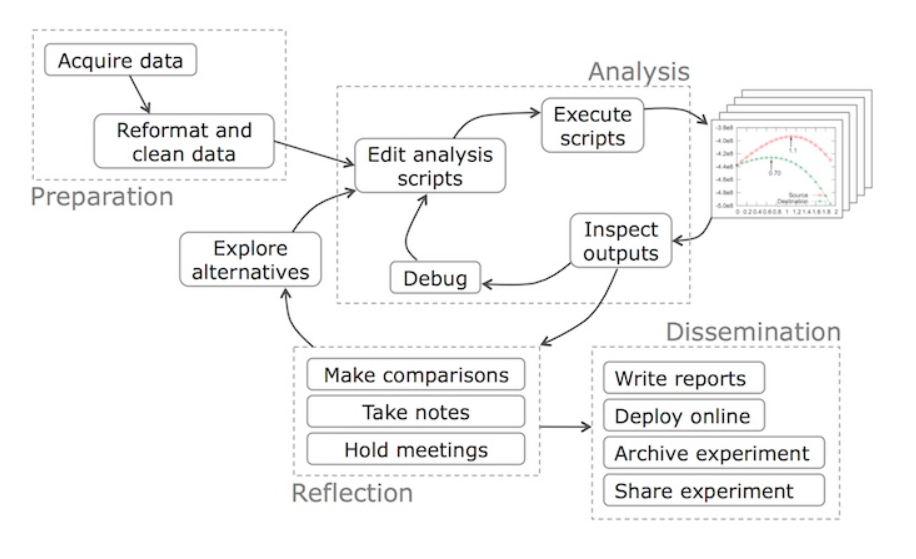 Acquire data
Reformat and
clean data
Preparation
Analysis
Edit analysis
scripts
Execute
scripts
-3.8e8
-4.0e8
-4.2e8
-4.4e8
-4.6e8
-4.8e8
-5.0e8
1.1
0.70
Source
Destination
0 0.2 0.4 0.6 0.8 1 1.2 1.4 1.6 1.8 2
Inspect
outputs
Debug
Explore
alternatives
Make comparisons
Take notes
Hold meetings
Reflection
Dissemination
Write reports
Deploy online
Archive experiment
Share experiment